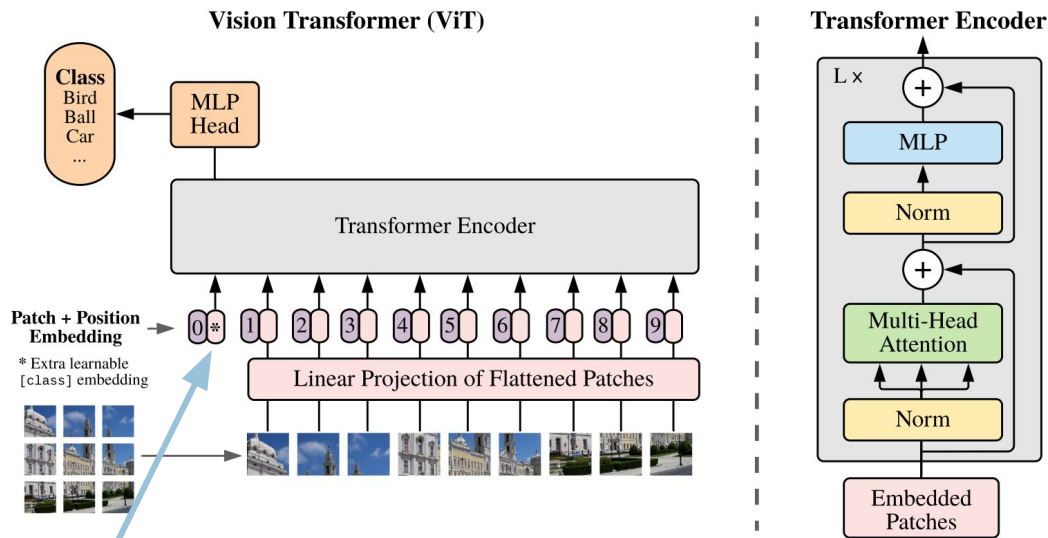 Vision Transformer (ViT)
Class
Bird
Ball
Car
...
MLP
Head
Transformer Encoder
Patch + Position
Embedding
0 * 1 2 3 4 5 6 7 8 9
* Extra learnable
[class] embedding
Linear Projection of Flattened Patches
Transformer Encoder
L ×
+
MLP
Norm
+
Multi-Head
Attention
Norm
Embedded
Patches